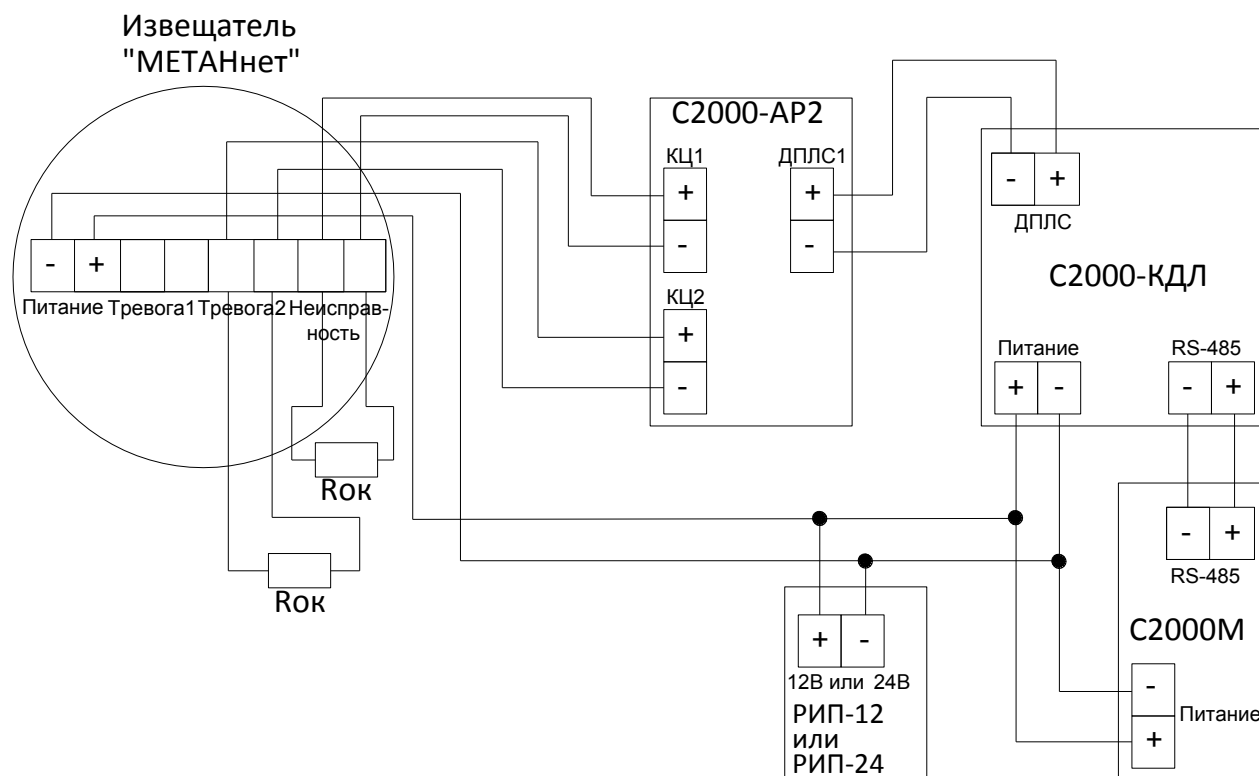 Извещатель
"МЕТАНнет"
- +
Питание Тревога1 Тревога2 Неисправ-
ность
Rок
Rок
С2000-АР2
КЦ1
+
-
КЦ2
+
-
ДПЛС1
+
-
- +
ДПЛС
С2000-КДЛ
Питание
+ -
RS-485
- +
- +
RS-485
С2000М
-
+
Питание
+ -
12В или 24В
РИП-12
или
РИП-24